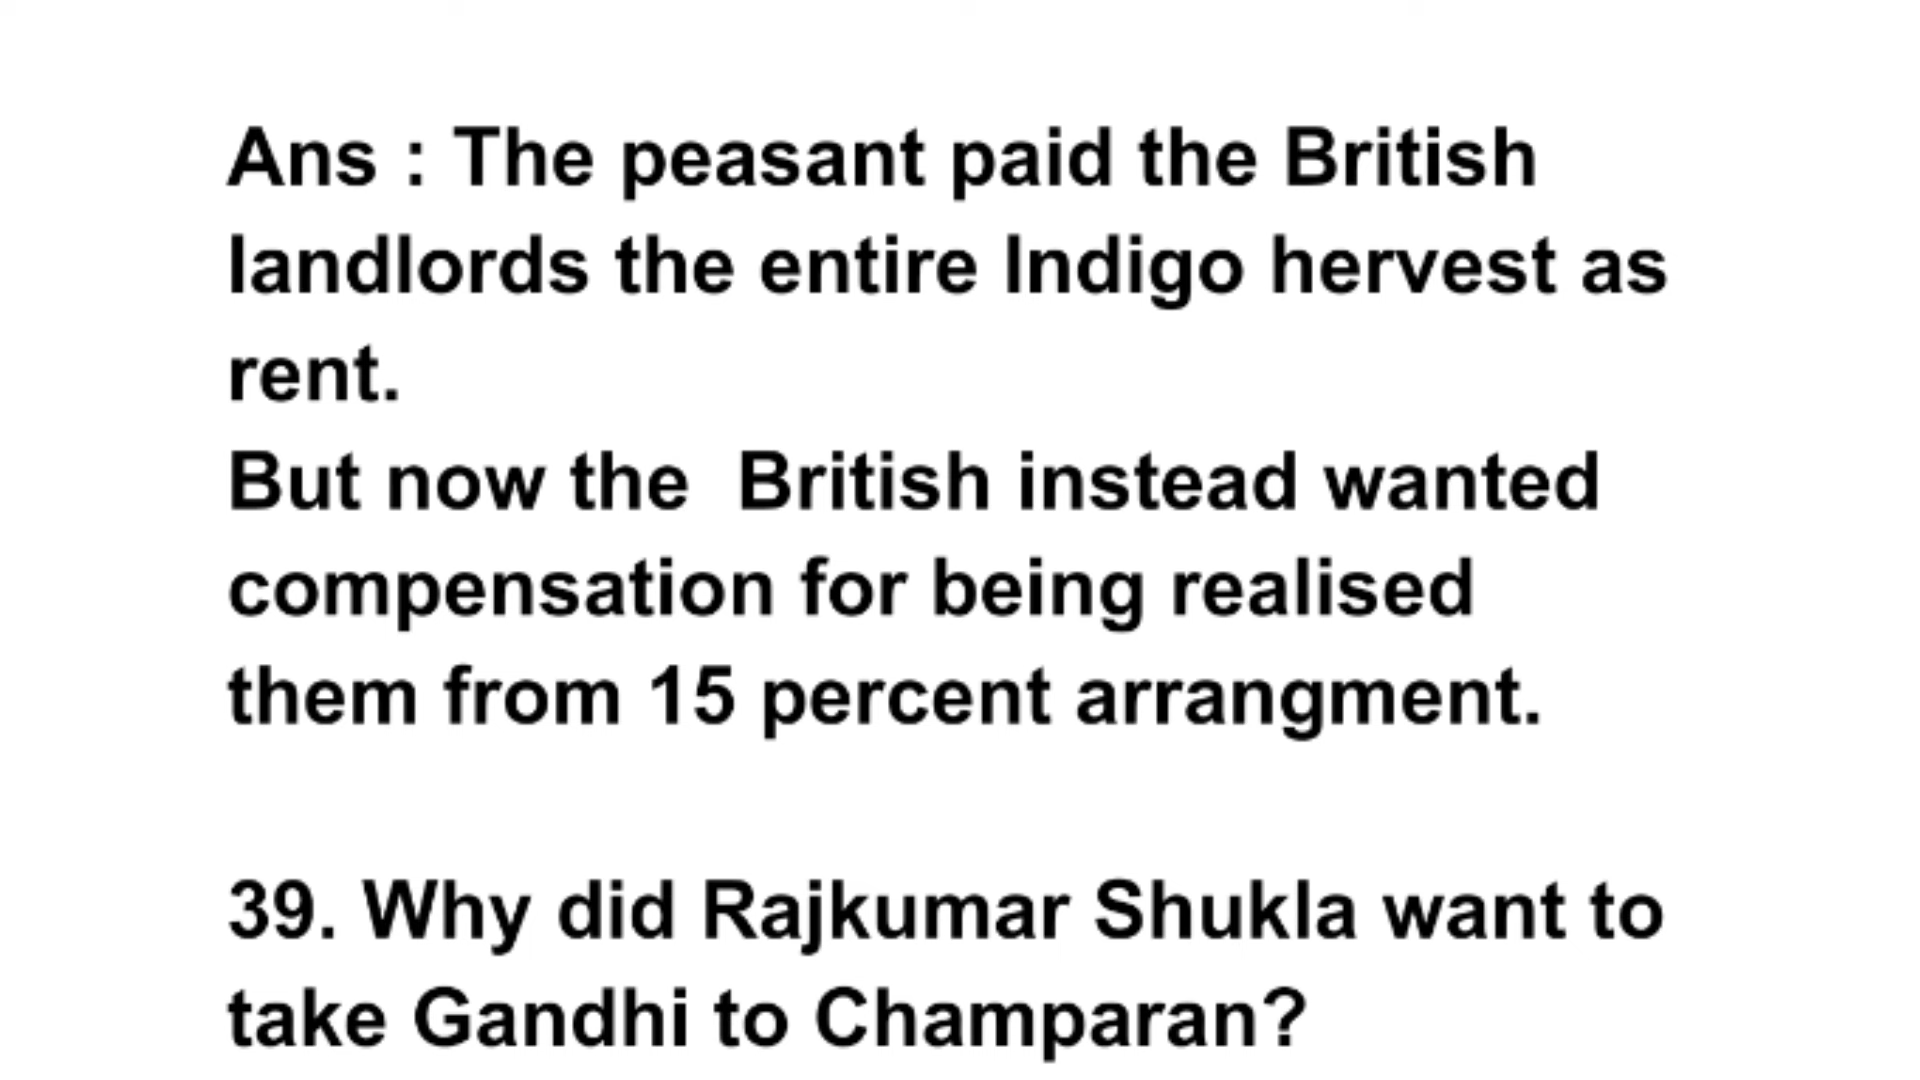 Ans : The peasant paid the British
landlords the entire Indigo hervest as
rent.
But now the  British instead wanted
compensation for being realised
them from 15 percent arrangment.
39. Why did Rajkumar Shukla want to
take Gandhi to Champaran?